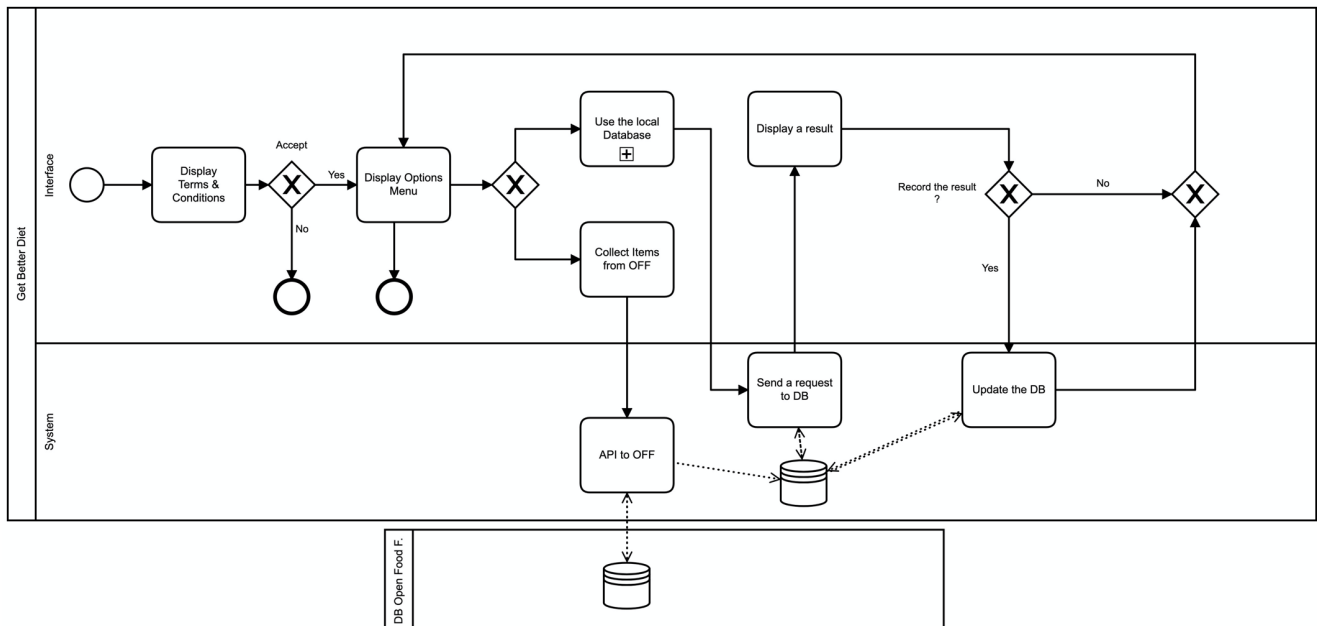 Get Better Diet
Interface
Display
Terms &
Conditions
Accept
Yes
No
Display Options
Menu
Use the local
Database
Collect Items
from OFF
Display a result
Record the result
?
No
Yes
System
API to OFF
Send a request
to DB
Update the DB
DB Open Food F.